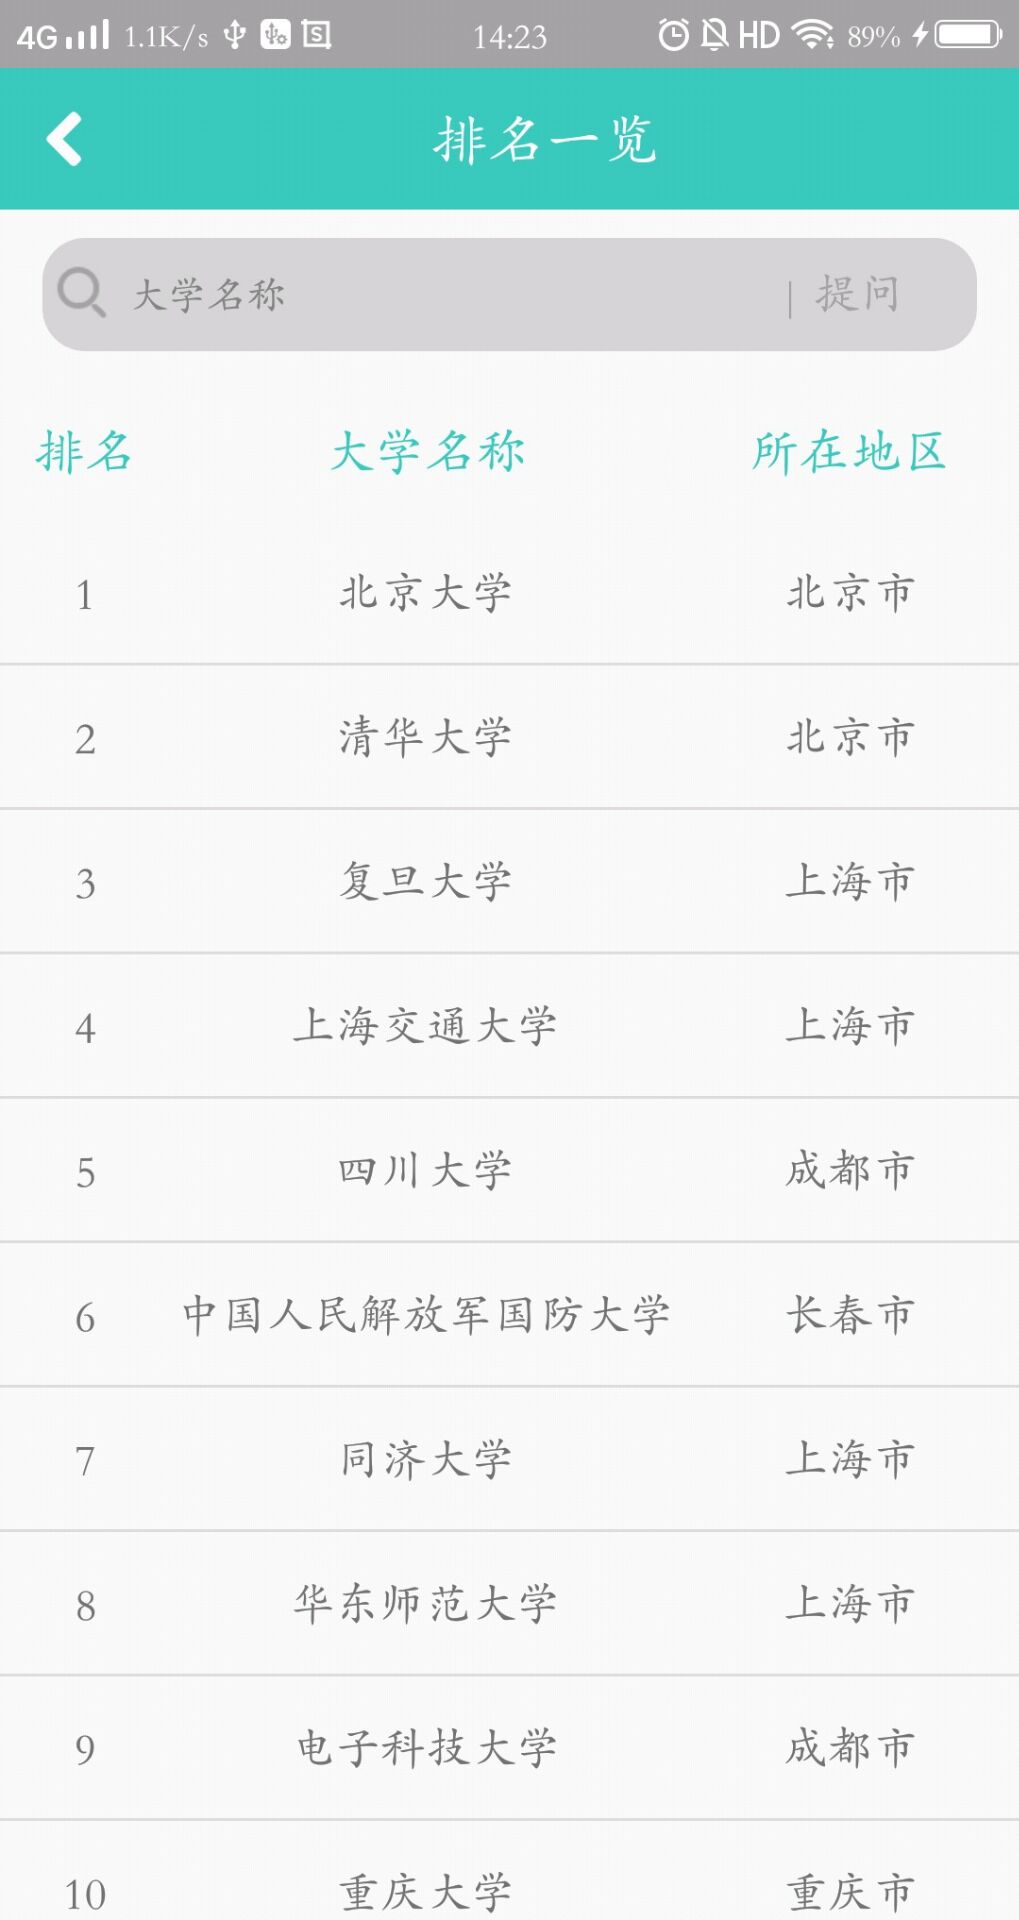 4G 1.1K/s 14:23 HD 89%
排名一览
大学名称 | 提问
排名 大学名称 所在地区
1 北京大学 北京市
2 清华大学 北京市
3 复旦大学 上海市
4 上海交通大学 上海市
5 四川大学 成都市
6 中国人民解放军国防大学 长春市
7 同济大学 上海市
8 华东师范大学 上海市
9 电子科技大学 成都市
10 重庆大学 重庆市